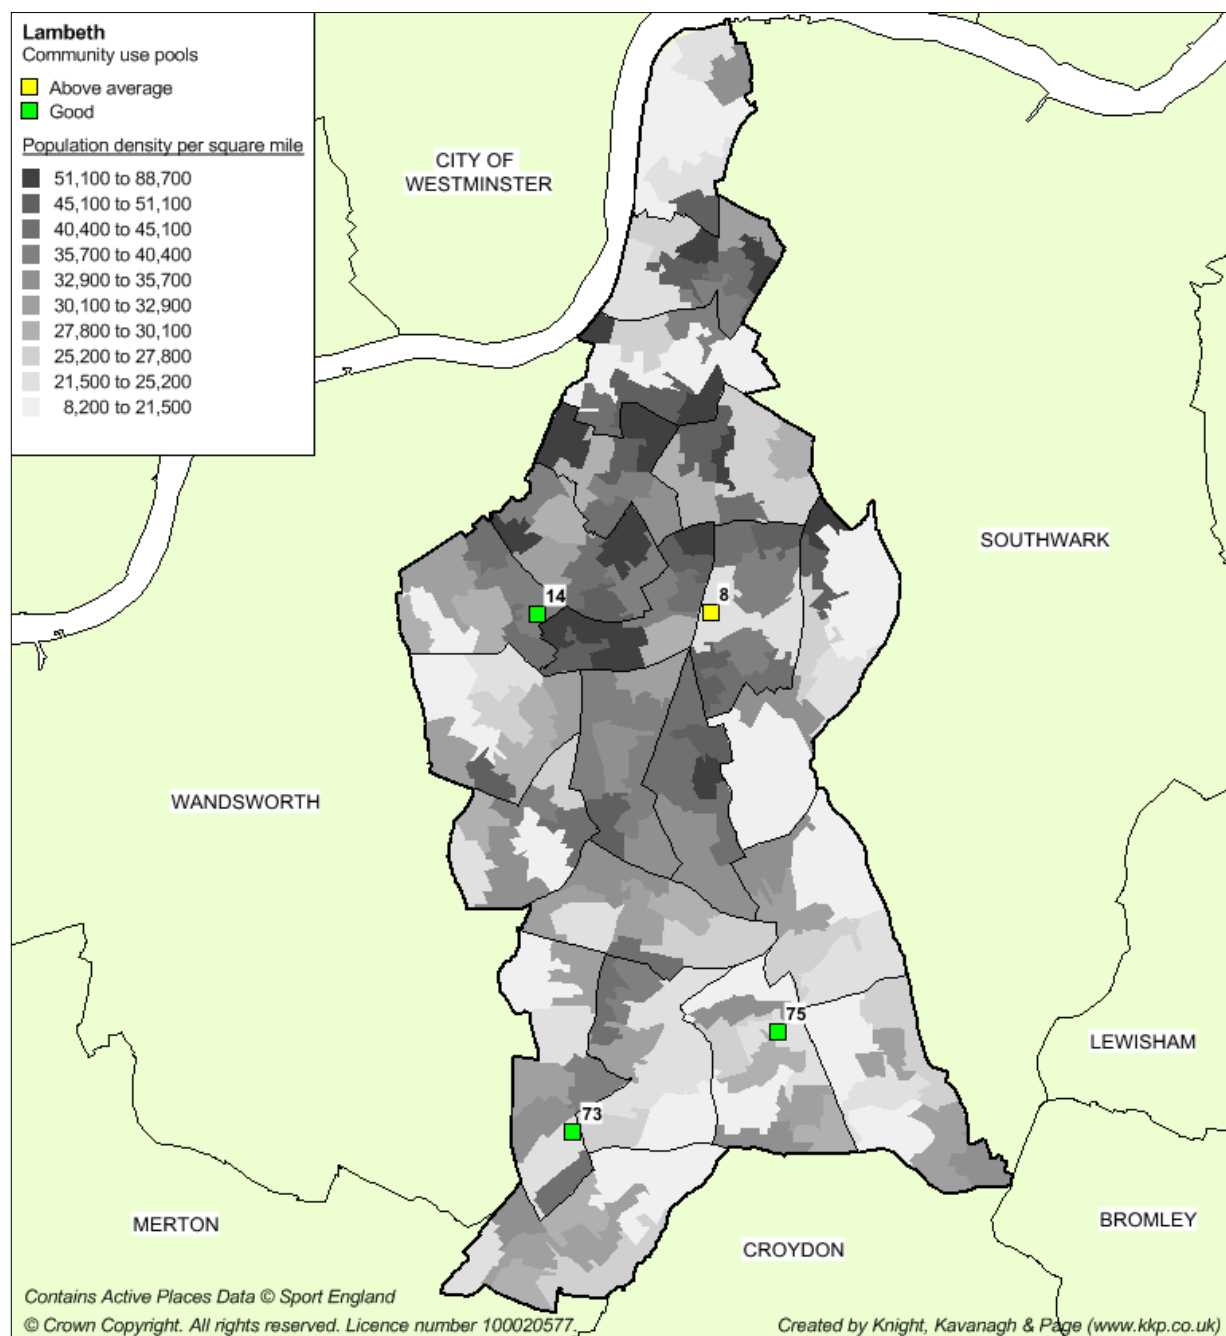 Lambeth
Community use pools
Above average
Good
Population density per square mile
51,100 to 88,700
45,100 to 51,100
40,400 to 45,100
35,700 to 40,400
32,900 to 35,700
30,100 to 32,900
27,800 to 30,100
25,200 to 27,800
21,500 to 25,200
8,200 to 21,500
CITY OF
WESTMINSTER
SOUTHWARK
14
8
WANDSWORTH
75
LEWISHAM
73
MERTON
BROMLEY
CROYDON
Contains Active Places Data © Sport England
© Crown Copyright. All rights reserved. Licence number 100020577.
Created by Knight, Kavanagh & Page (www.kkp.co.uk)